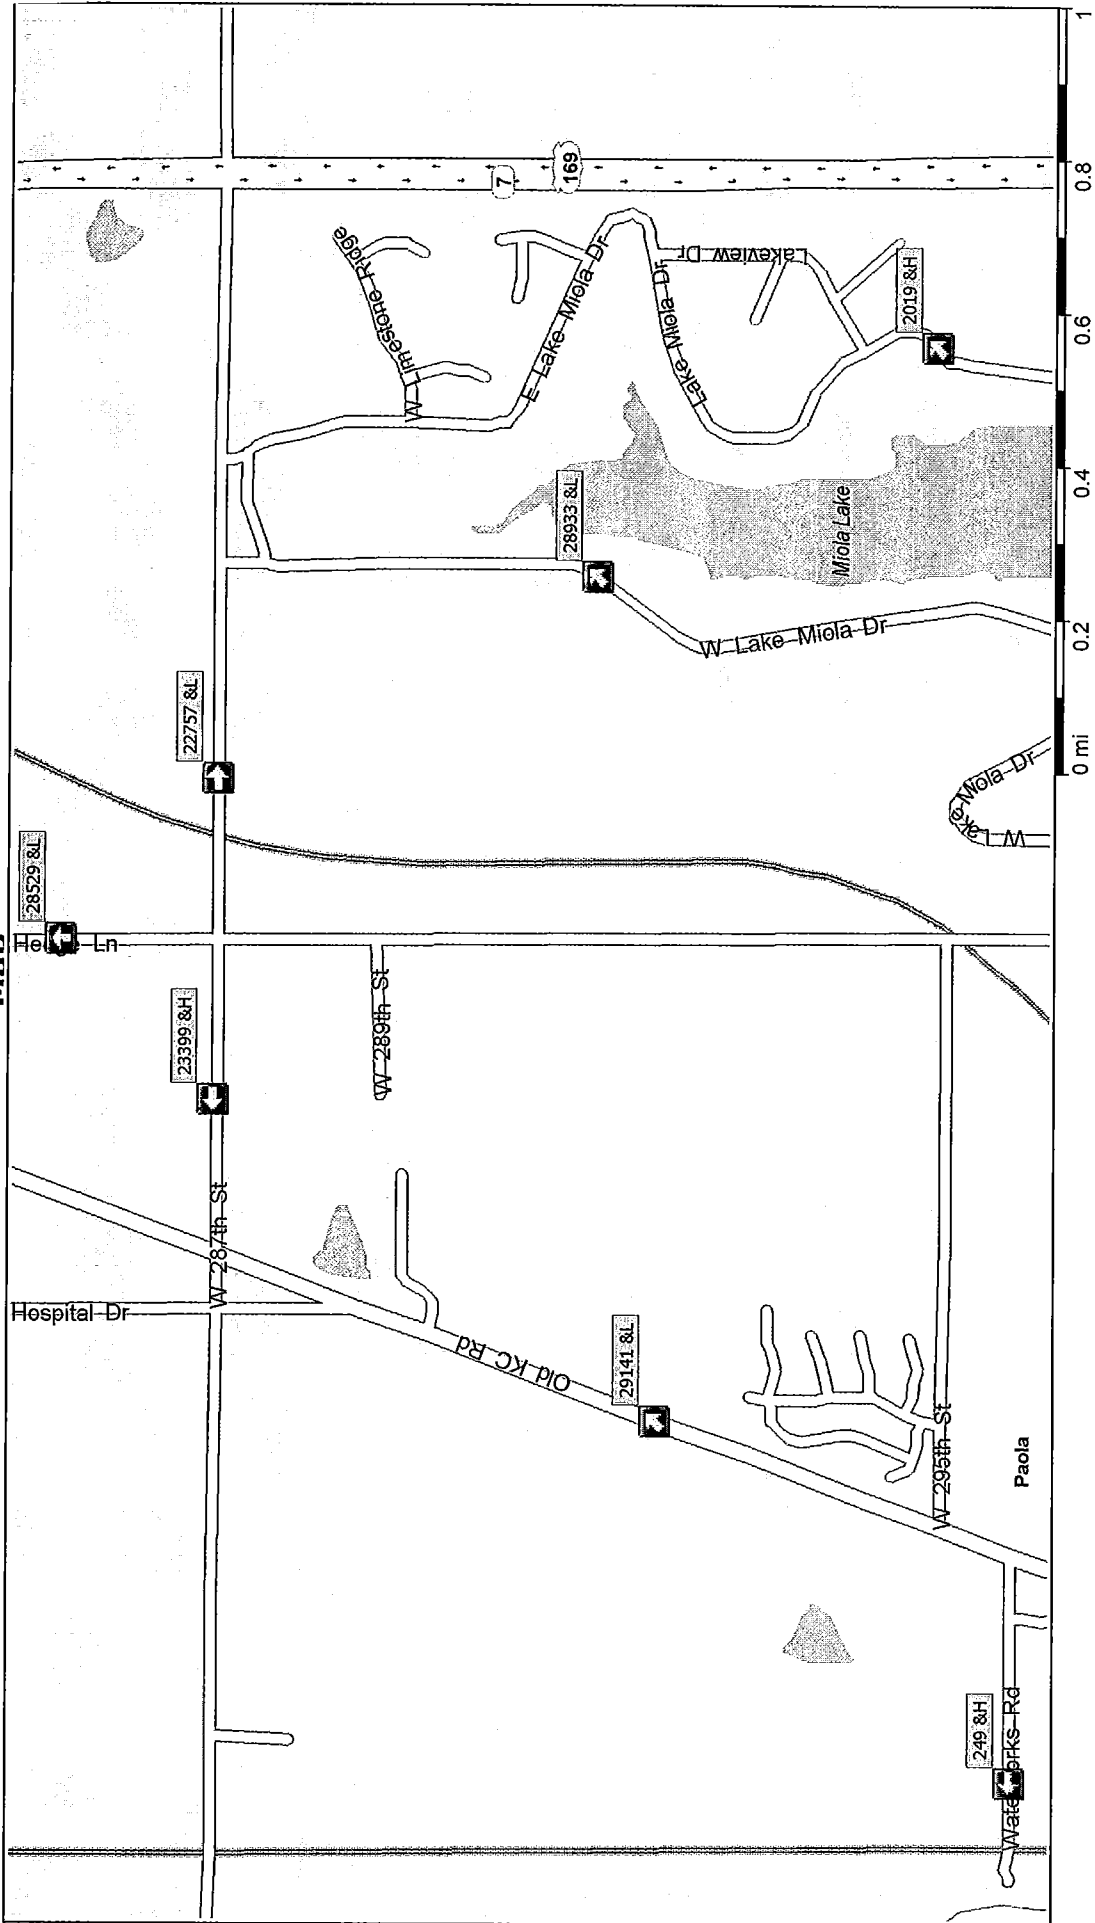 28529 &L
Ln
23399 &H
22757 &L
W 287th St
Hospital Dr
W 289th St
Old KC Rd
29141 &L
W 295th St
Paola
249 &H
Rd
W Limestone Ridge
E Lake Miola Dr
Lake Miola Dr
Lakeview Dr
7
169
2019 &H
28933 &L
Miola Lake
W Lake Miola Dr
W Lake Miola Dr
0 mi
0.2
0.4
0.6
0.8
1